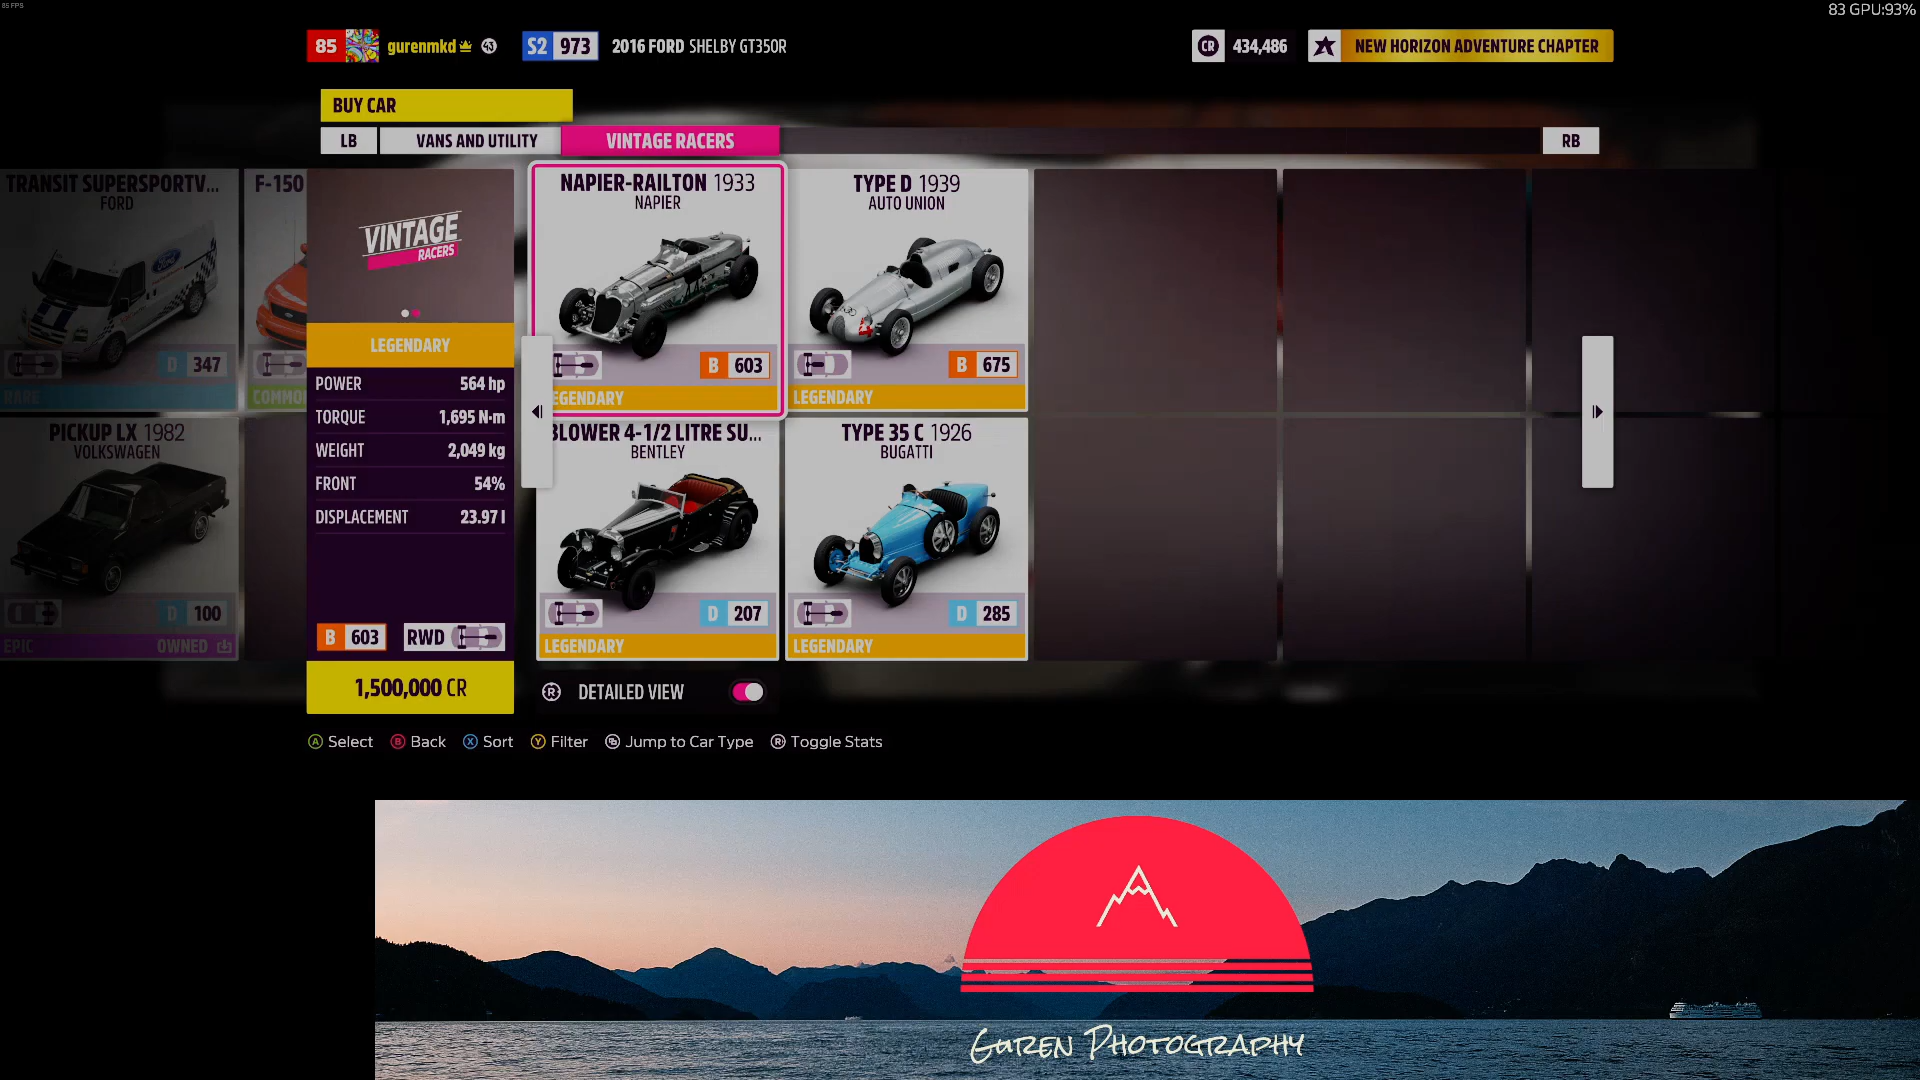 85 FPS
83 GPU:93%
85 gurenmkd 43 S2 973 2016 FORD SHELBY GT350R
CR 434,486 NEW HORIZON ADVENTURE CHAPTER
BUY CAR
LB VANS AND UTILITY VINTAGE RACERS RB
TRANSIT SUPERSPORTV...
FORD
D 347
RARE
F-150
COMMO
PICKUP LX 1982
VOLKSWAGEN
D 100
EPIC OWNED
VINTAGE
RACERS
LEGENDARY
POWER 564 hp
TORQUE 1,695 N·m
WEIGHT 2,049 kg
FRONT 54%
DISPLACEMENT 23.97 l
B 603 RWD
1,500,000 CR
NAPIER-RAILTON 1933
NAPIER
B 603
LEGENDARY
TYPE D 1939
AUTO UNION
B 675
LEGENDARY
BLOWER 4-1/2 LITRE SU...
BENTLEY
D 207
LEGENDARY
TYPE 35 C 1926
BUGATTI
D 285
LEGENDARY
R DETAILED VIEW
A Select B Back X Sort Y Filter Jump to Car Type R Toggle Stats
GUREN PHOTOGRAPHY